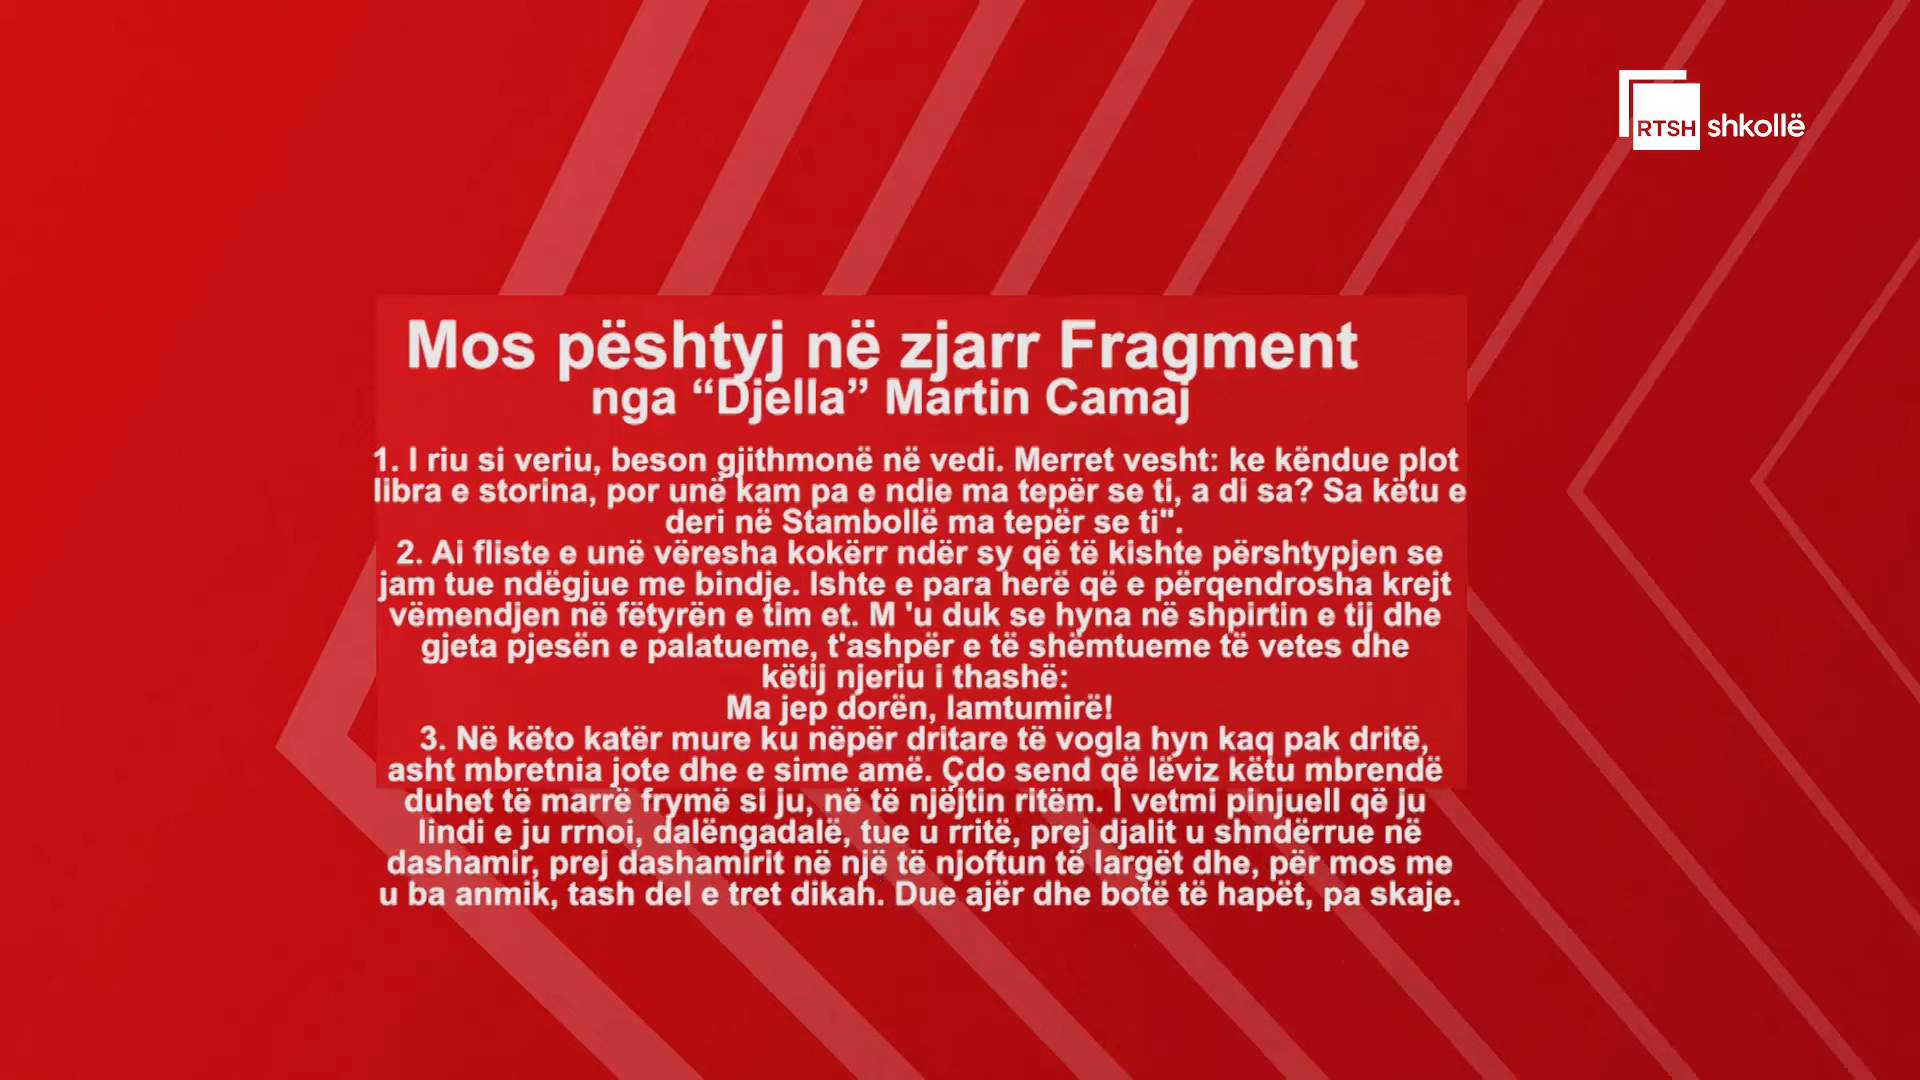 RTSH shkollë
Mos pështyj në zjarr Fragment
nga “Djella” Martin Camaj
1. I riu si veriu, beson gjithmonë në vedi. Merret vesht: ke këndue plot
libra e storina, por unë kam pa e ndie ma tepër se ti, a di sa? Sa këtu e
deri në Stambollë ma tepër se ti".
2. Ai fliste e unë vëresha kokërr ndër sy që të kishte përshtypjen se
jam tue ndëgjue me bindje. Ishte e para herë që e përqendrosha krejt
vëmendjen në fëtyrën e tim et. M 'u duk se hyna në shpirtin e tij dhe
gjeta pjesën e palatueme, t'ashpër e të shëmtueme të vetes dhe
këtij njeriu i thashë:
Ma jep dorën, lamtumirë!
3. Në këto katër mure ku nëpër dritare të vogla hyn kaq pak dritë,
asht mbretnia jote dhe e sime amë. Çdo send që lëviz këtu mbrendë
duhet të marrë frymë si ju, në të njëjtin ritëm. I vetmi pinjuell që ju
lindi e ju rrnoi, dalëngadalë, tue u rritë, prej djalit u shndërrue në
dashamir, prej dashamirit në një të njoftun të largët dhe, për mos me
u ba anmik, tash del e tret dikah. Due ajër dhe botë të hapët, pa skaje.